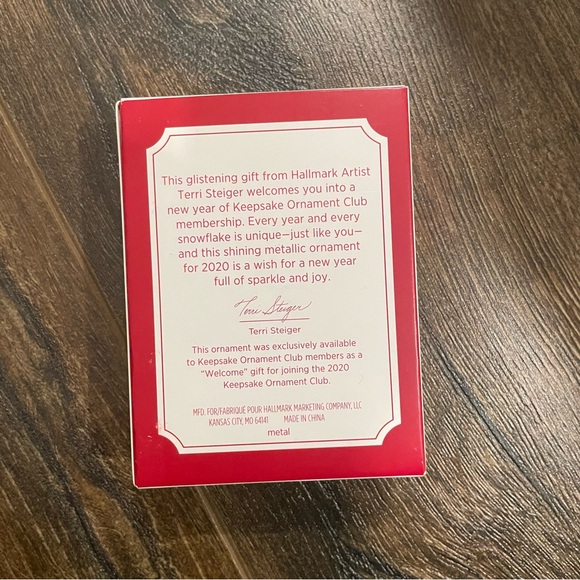 This glistening gift from Hallmark Artist
Terri Steiger welcomes you into a
new year of Keepsake Ornament Club
membership. Every year and every
snowflake is unique—just like you—
and this shining metallic ornament
for 2020 is a wish for a new year
full of sparkle and joy.
Terri Steiger
Terri Steiger
This ornament was exclusively available
to Keepsake Ornament Club members as a
"Welcome" gift for joining the 2020
Keepsake Ornament Club.
MFD. FOR/FABRIQUE POUR HALLMARK MARKETING COMPANY, LLC
KANSAS CITY, MO 64141 MADE IN CHINA
metal